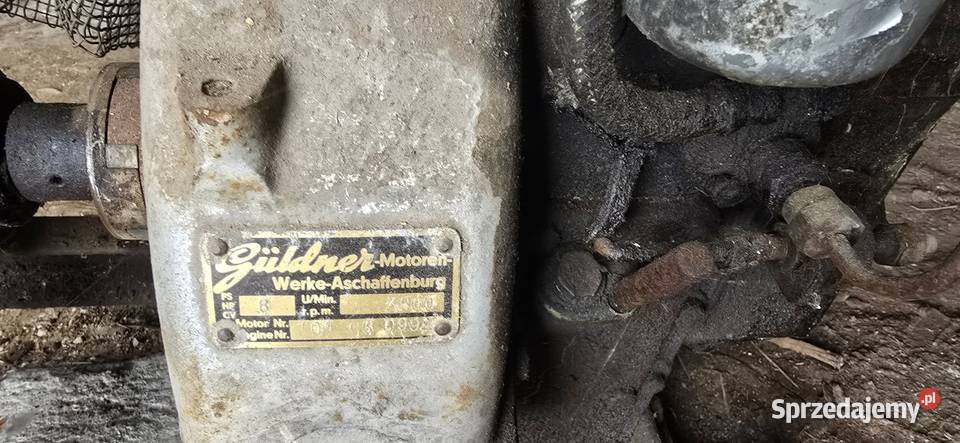 Güldner-Motoren-
Werke-Aschaffenburg
PS
HP
CV
8
U/Min.
r.p.m.
Motor Nr.
Engine Nr.
Sprzedajemy.pl